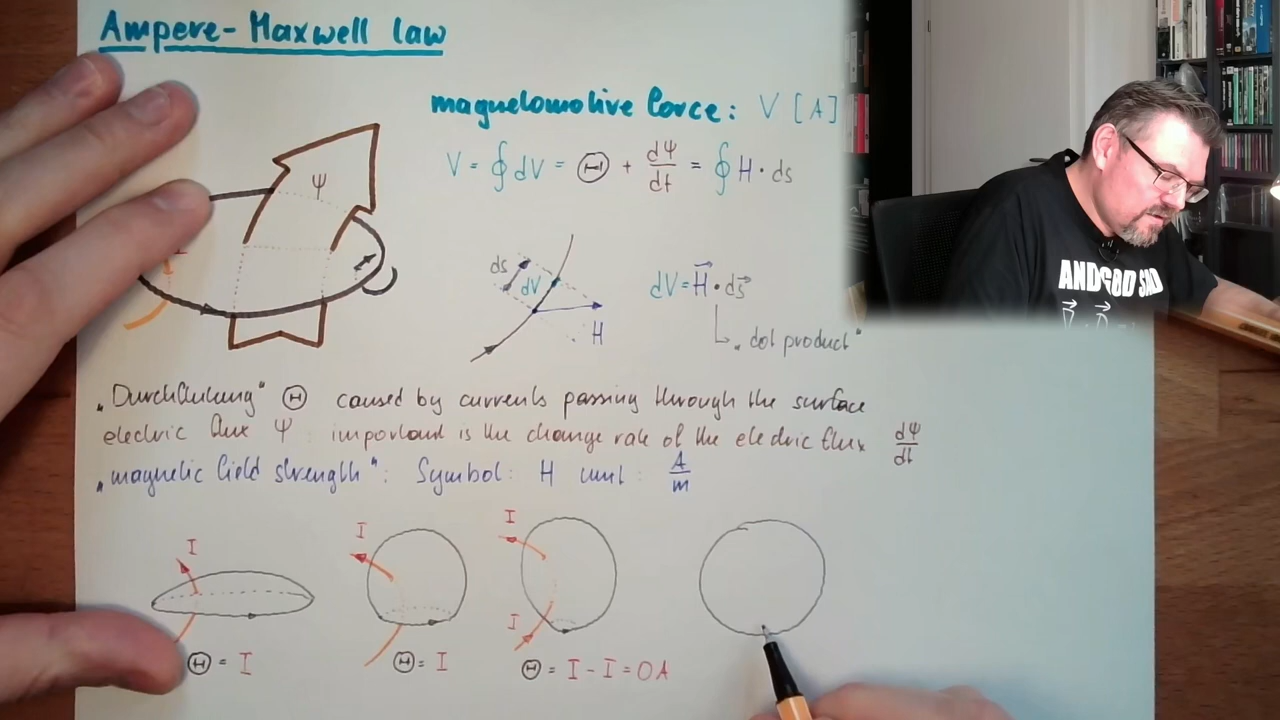 Ampere-Maxwell law
magnetomotive force: V [A]
V = ∮ dV = Θ + dΨ/dt = ∮ H · ds
Ψ
ds
dV
H
dV = H⃗ · ds⃗
"dot product"
"Durchflutung" Θ caused by currents passing through the surface
electric flux Ψ : important is the change rate of the electric flux dΨ/dt
"magnetic field strength": Symbol: H unit: A/m
I
I
I
I
Θ = I
Θ = I
Θ = I - I = 0A